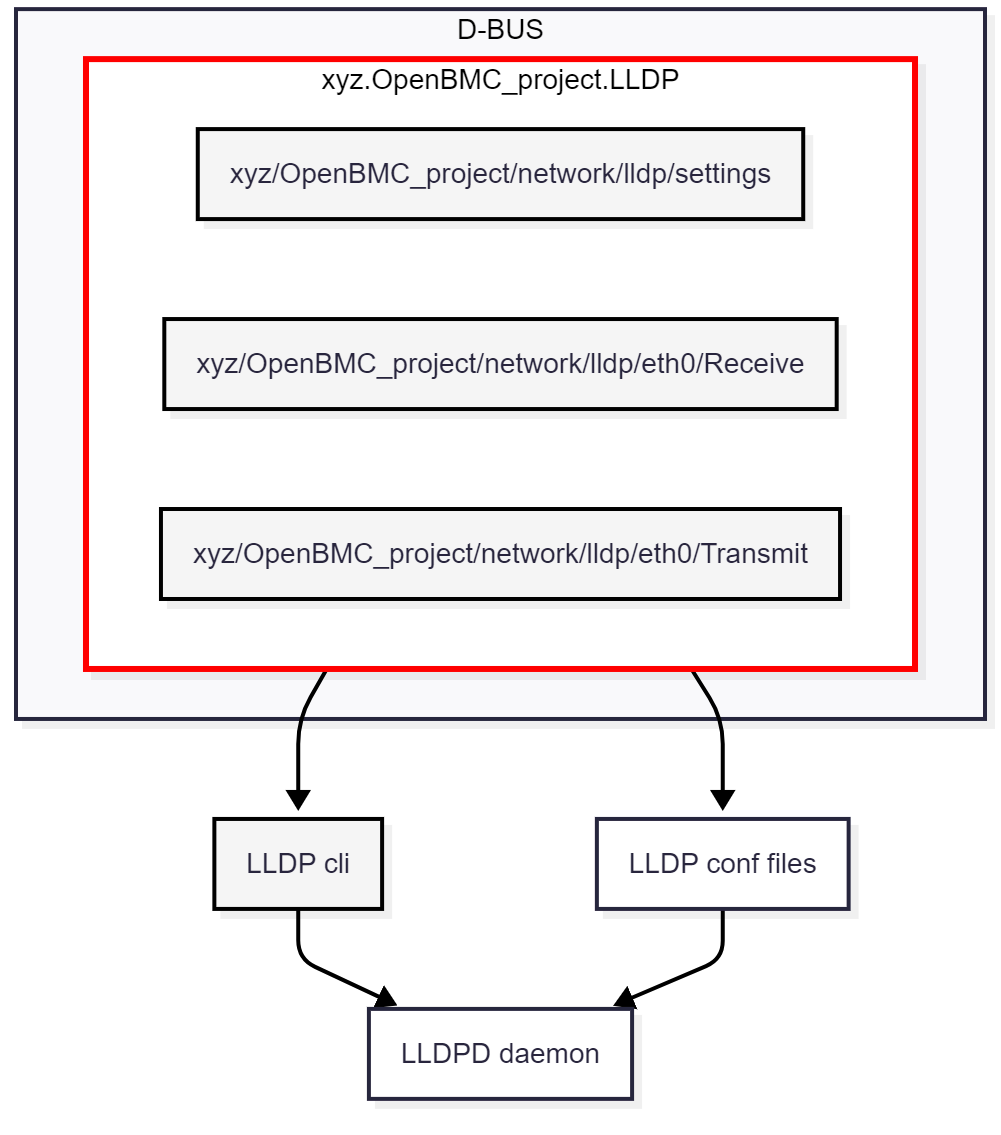 D-BUS
xyz.OpenBMC_project.LLDP
xyz/OpenBMC_project/network/lldp/settings
xyz/OpenBMC_project/network/lldp/eth0/Receive
xyz/OpenBMC_project/network/lldp/eth0/Transmit
LLDP cli
LLDP conf files
LLDPD daemon